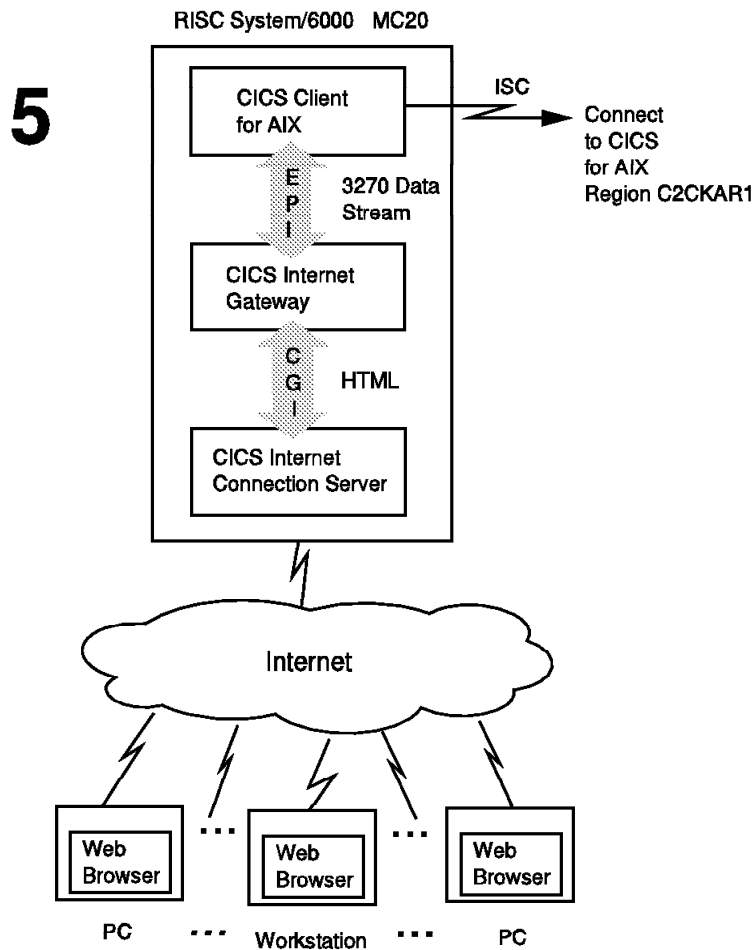 RISC System/6000 MC20
5
CICS Client
for AIX
ISC
Connect
to CICS
for AIX
Region C2CKAR1
E
P
I
3270 Data
Stream
CICS Internet
Gateway
C
G
I
HTML
CICS Internet
Connection Server
Internet
Web
Browser
...
Web
Browser
...
Web
Browser
PC ... Workstation ... PC